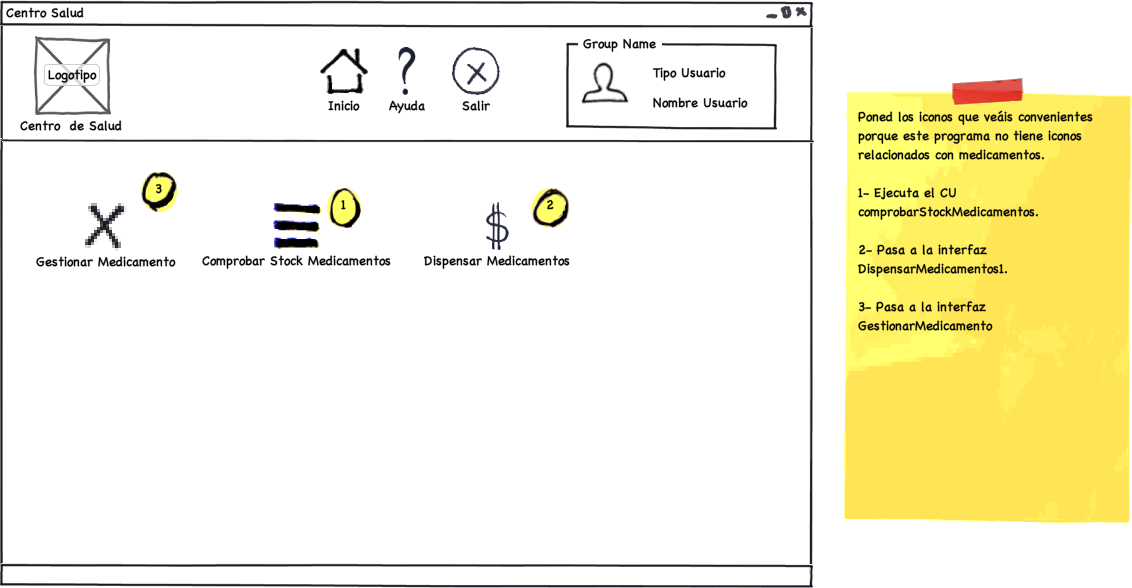 Centro Salud
Logotipo
Centro de Salud
Inicio
Ayuda
Salir
Group Name
Tipo Usuario
Nombre Usuario
3
1
2
Gestionar Medicamento
Comprobar Stock Medicamentos
Dispensar Medicamentos
Poned los iconos que veáis convenientes
porque este programa no tiene iconos
relacionados con medicamentos.
1- Ejecuta el CU
comprobarStockMedicamentos.
2- Pasa a la interfaz
DispensarMedicamentos1.
3- Pasa a la interfaz
GestionarMedicamento